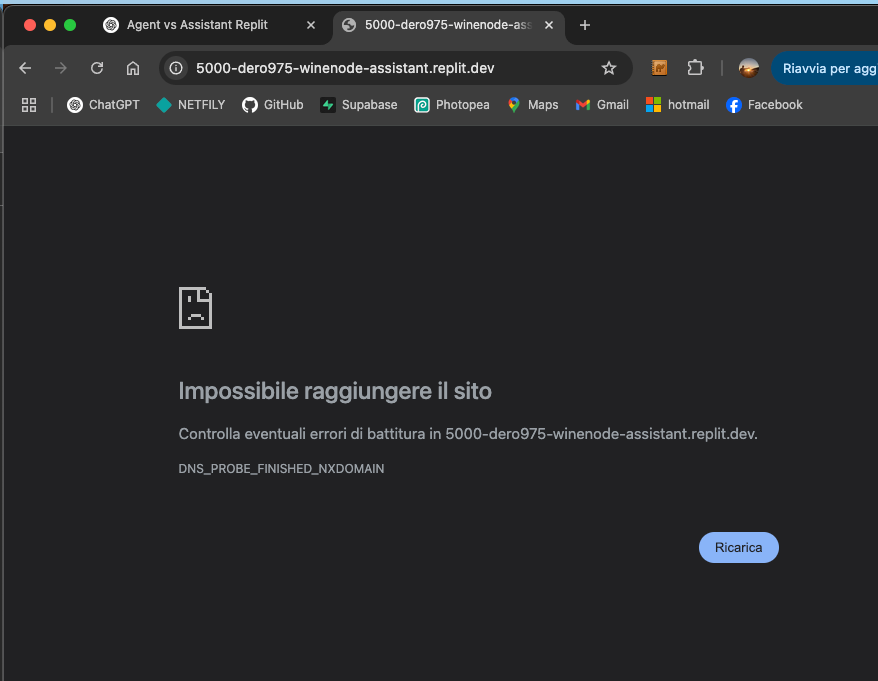 Agent vs Assistant Replit
5000-dero975-winenode-ass
5000-dero975-winenode-assistant.replit.dev
Riavvia per agg
ChatGPT NETFILY GitHub Supabase Photopea Maps Gmail hotmail Facebook
Impossibile raggiungere il sito
Controlla eventuali errori di battitura in 5000-dero975-winenode-assistant.replit.dev.
DNS_PROBE_FINISHED_NXDOMAIN
Ricarica